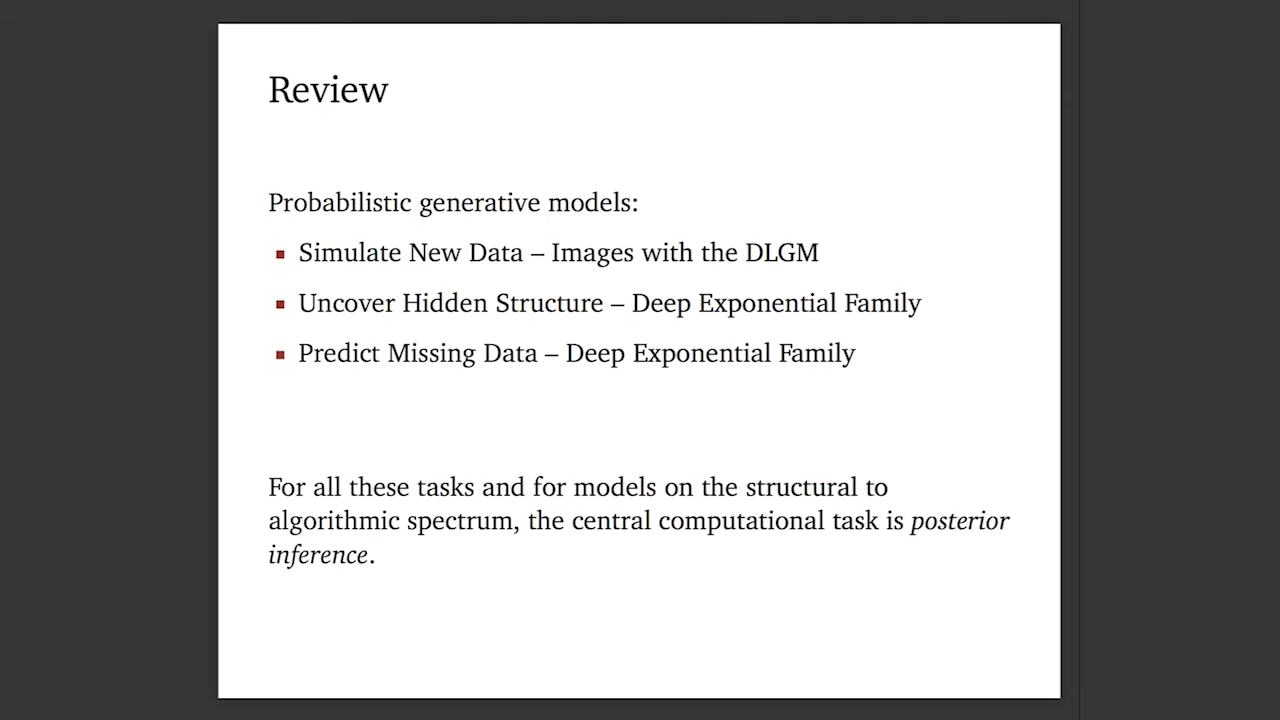 Review
Probabilistic generative models:
Simulate New Data – Images with the DLGM
Uncover Hidden Structure – Deep Exponential Family
Predict Missing Data – Deep Exponential Family
For all these tasks and for models on the structural to
algorithmic spectrum, the central computational task is posterior
inference.